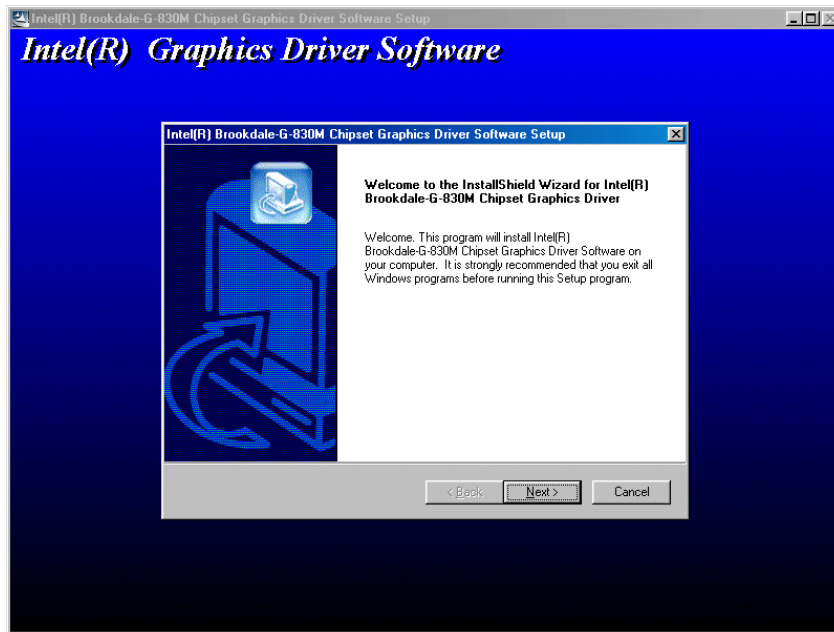 Intel(R) Brookdale-G-830M Chipset Graphics Driver Software Setup
Intel(R) Graphics Driver Software
Intel(R) Brookdale-G-830M Chipset Graphics Driver Software Setup
Welcome to the InstallShield Wizard for Intel(R)
Brookdale-G-830M Chipset Graphics Driver
Welcome. This program will install Intel(R)
Brookdale-G-830M Chipset Graphics Driver Software on
your computer. It is strongly recommended that you exit all
Windows programs before running this Setup program.
< Back
Next >
Cancel